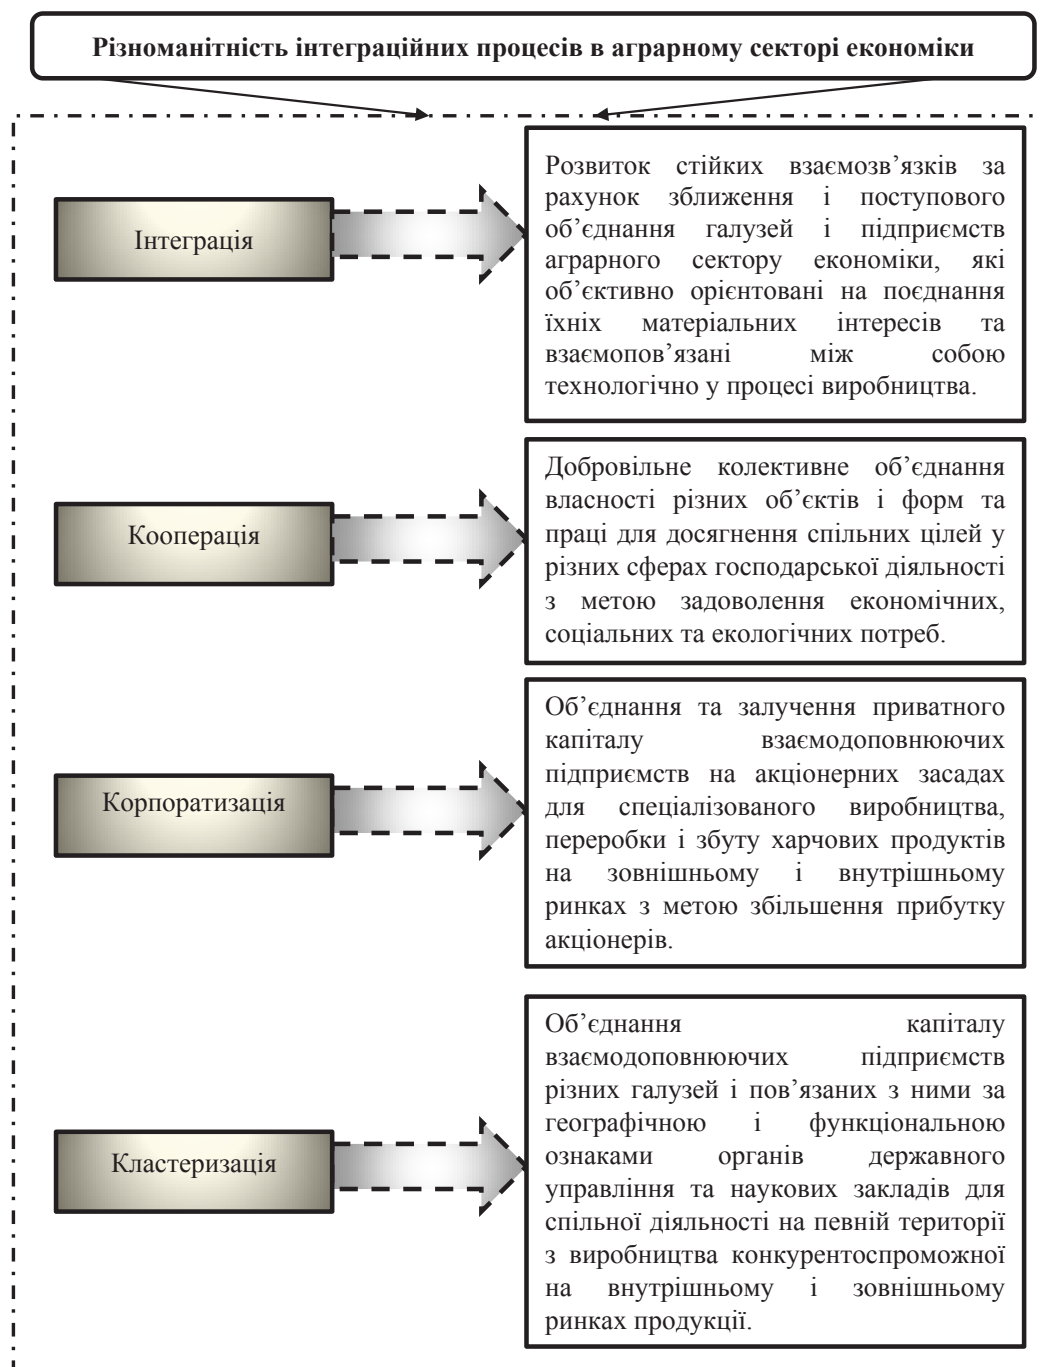 Різноманітність інтеграційних процесів в аграрному секторі економіки
Інтеграція
Розвиток стійких взаємозв’язків за
рахунок зближення і поступового
об’єднання галузей і підприємств
аграрного сектору економіки, які
об’єктивно орієнтовані на поєднання
їхніх матеріальних інтересів та
взаємопов’язані між собою
технологічно у процесі виробництва.
Кооперація
Добровільне колективне об’єднання
власності різних об’єктів і форм та
праці для досягнення спільних цілей у
різних сферах господарської діяльності
з метою задоволення економічних,
соціальних та екологічних потреб.
Корпоратизація
Об’єднання та залучення приватного
капіталу взаємодоповнюючих
підприємств на акціонерних засадах
для спеціалізованого виробництва,
переробки і збуту харчових продуктів
на зовнішньому і внутрішньому
ринках з метою збільшення прибутку
акціонерів.
Кластеризація
Об’єднання капіталу
взаємодоповнюючих підприємств
різних галузей і пов’язаних з ними за
географічною і функціональною
ознаками органів державного
управління та наукових закладів для
спільної діяльності на певній території
з виробництва конкурентоспроможної
на внутрішньому і зовнішньому
ринках продукції.